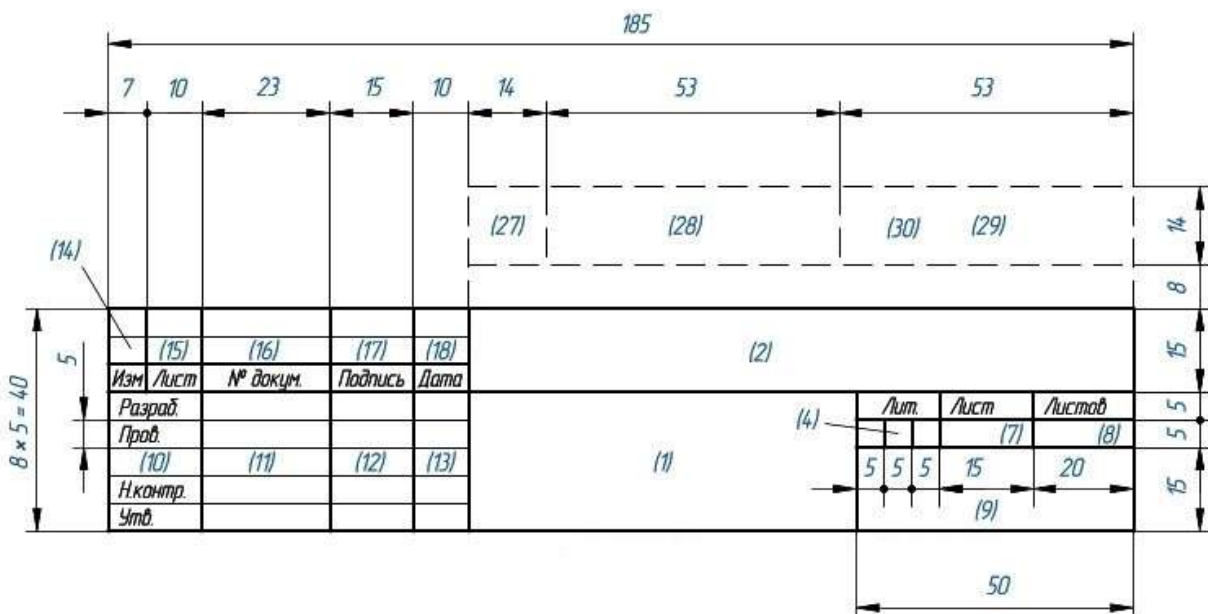 185
7 10 23 15 10 14 53 53
(27) (28) (30) (29) 14
(14)
8
(15) (16) (17) (18) (2) 15
5
Изм Лист № докум. Подпись Дата
8 × 5 = 40
Разраб. Лит. Лист Листов 5
Пров. (4) (7) (8) 5
(10) (11) (12) (13) (1) 5 5 5 15 20 15
Н.контр. (9)
Утв.
50